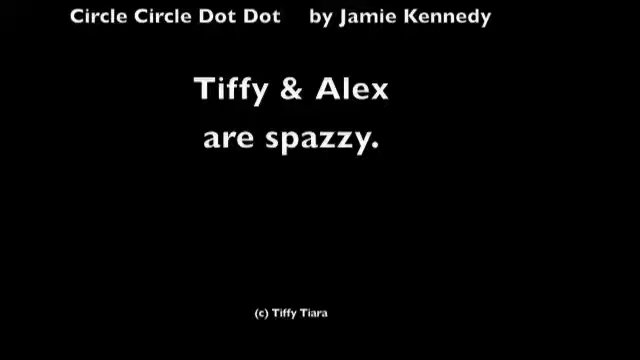 Circle Circle Dot Dot by Jamie Kennedy
Tiffy & Alex
are spazzy.
(c) Tiffy Tiara